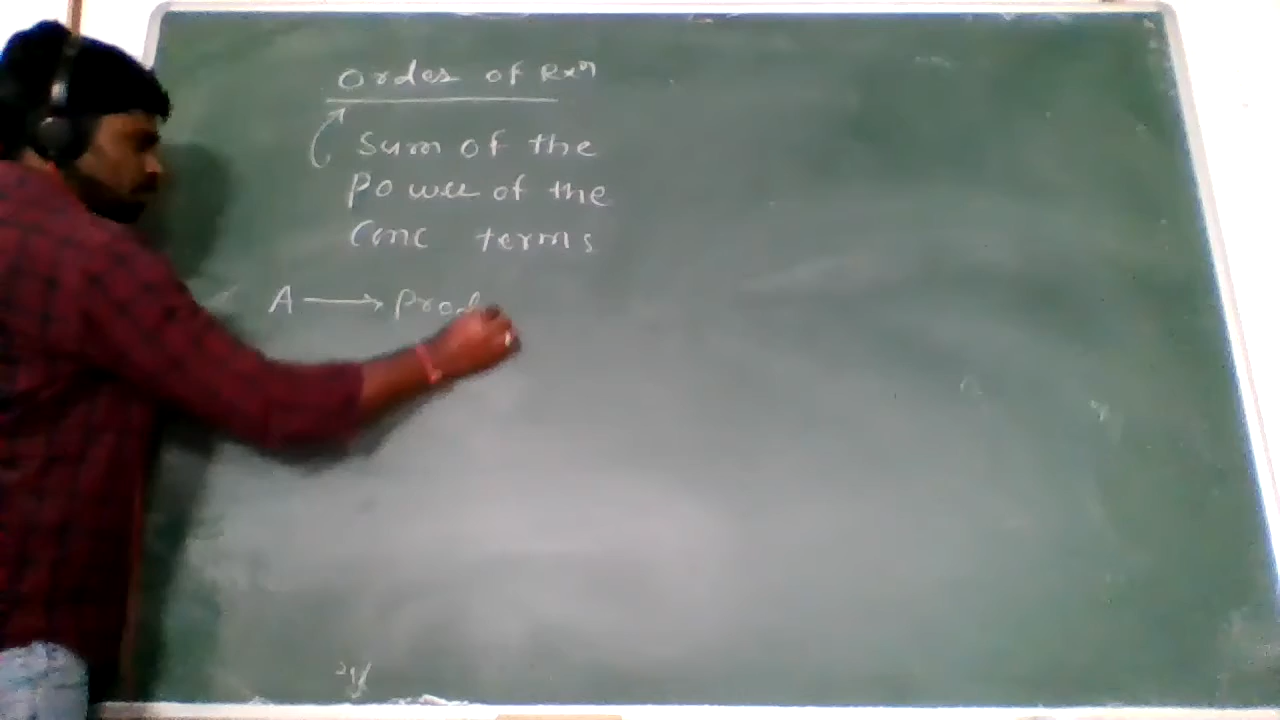 Order of Rxⁿ
Sum of the
Power of the
Conc terms
A ⟶ Prod